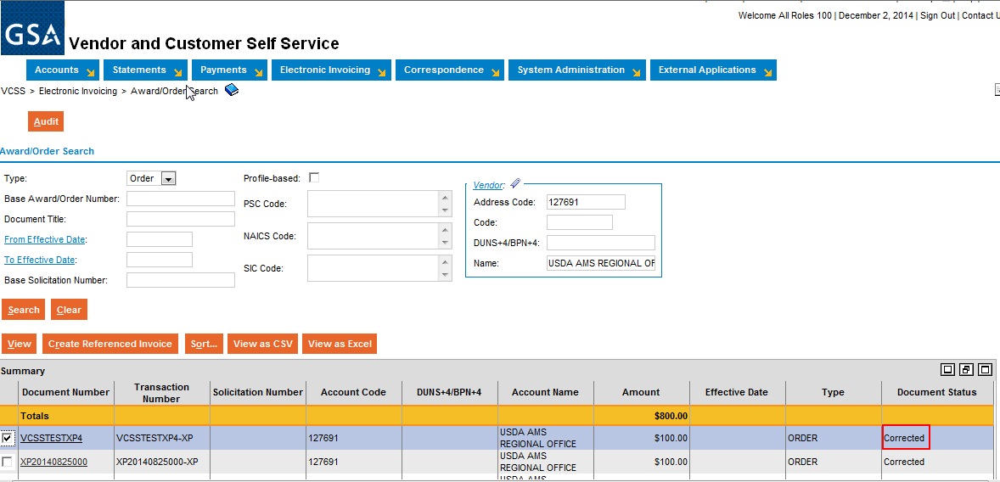 Welcome All Roles 100 | December 2, 2014 | Sign Out | Contact U
GSA
Vendor and Customer Self Service
Accounts Statements Payments Electronic Invoicing Correspondence System Administration External Applications
VCSS > Electronic Invoicing > Award/Order Search
Audit
Award/Order Search
Type: Order
Base Award/Order Number:
Document Title:
From Effective Date:
To Effective Date:
Base Solicitation Number:
Profile-based:
PSC Code:
NAICS Code:
SIC Code:
Vendor:
Address Code: 127691
Code:
DUNS+4/BPN+4:
Name: USDA AMS REGIONAL OF
Search Clear
View Create Referenced Invoice Sort... View as CSV View as Excel
Summary
Document Number Transaction Number Solicitation Number Account Code DUNS+4/BPN+4 Account Name Amount Effective Date Type Document Status
Totals $800.00
VCSSTESTXP4 VCSSTESTXP4-XP 127691 USDA AMS REGIONAL OFFICE $100.00 ORDER Corrected
XP20140825000 XP20140825000-XP 127691 USDA AMS REGIONAL OFFICE $100.00 ORDER Corrected
USDA AMS